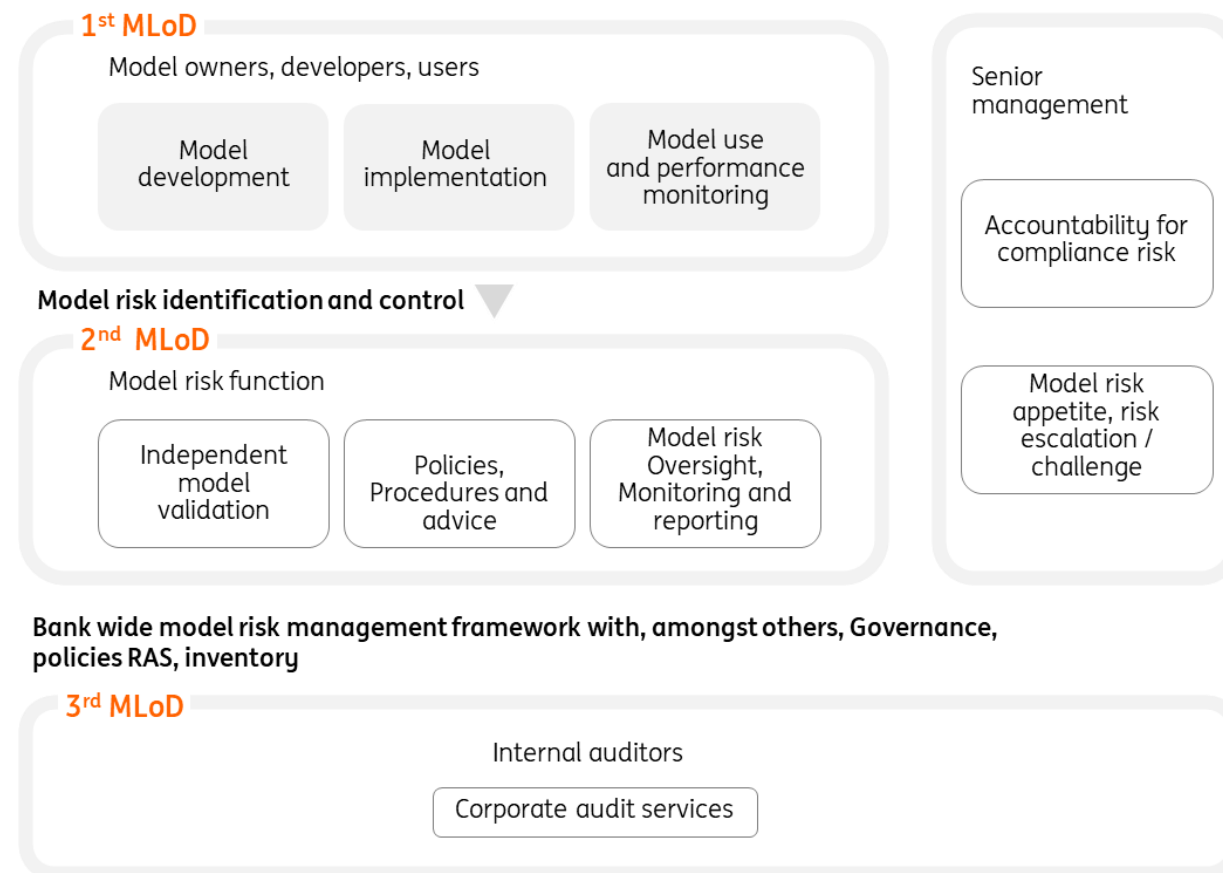 1st MLoD
Model owners, developers, users
Model
development
Model
implementation
Model use
and performance
monitoring
Model risk identification and control
2nd MLoD
Model risk function
Independent
model
validation
Policies,
Procedures and
advice
Model risk
Oversight,
Monitoring and
reporting
Senior
management
Accountability for
compliance risk
Model risk
appetite, risk
escalation /
challenge
Bank wide model risk management framework with, amongst others, Governance,
policies RAS, inventory
3rd MLoD
Internal auditors
Corporate audit services